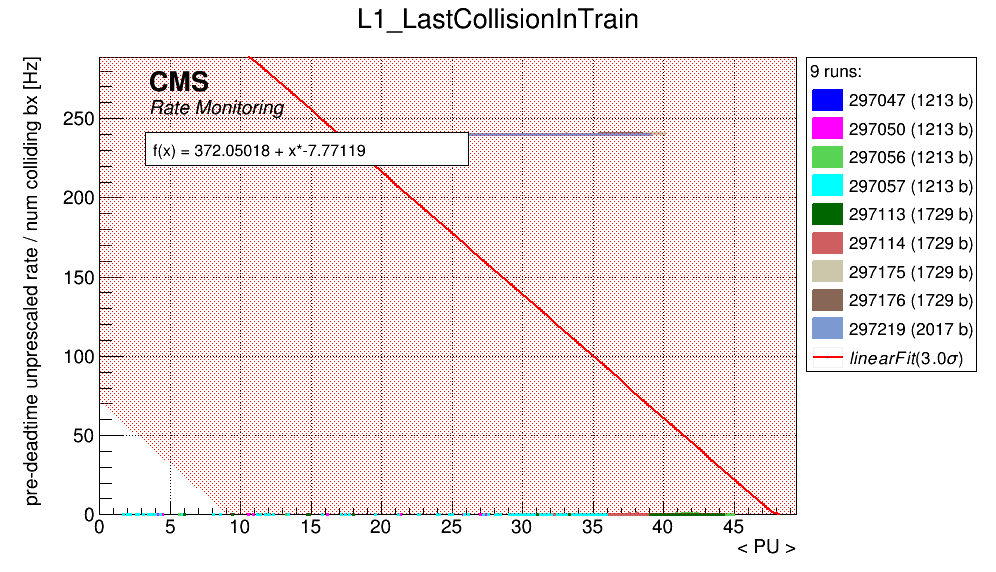 L1_LastCollisionInTrain
pre-deadtime unprescaled rate / num colliding bx [Hz]
CMS
Rate Monitoring
f(x) = 372.05018 + x*-7.77119
250
200
150
100
50
0
0 5 10 15 20 25 30 35 40 45
< PU >
9 runs:
297047 (1213 b)
297050 (1213 b)
297056 (1213 b)
297057 (1213 b)
297113 (1729 b)
297114 (1729 b)
297175 (1729 b)
297176 (1729 b)
297219 (2017 b)
linearFit(3.0σ)